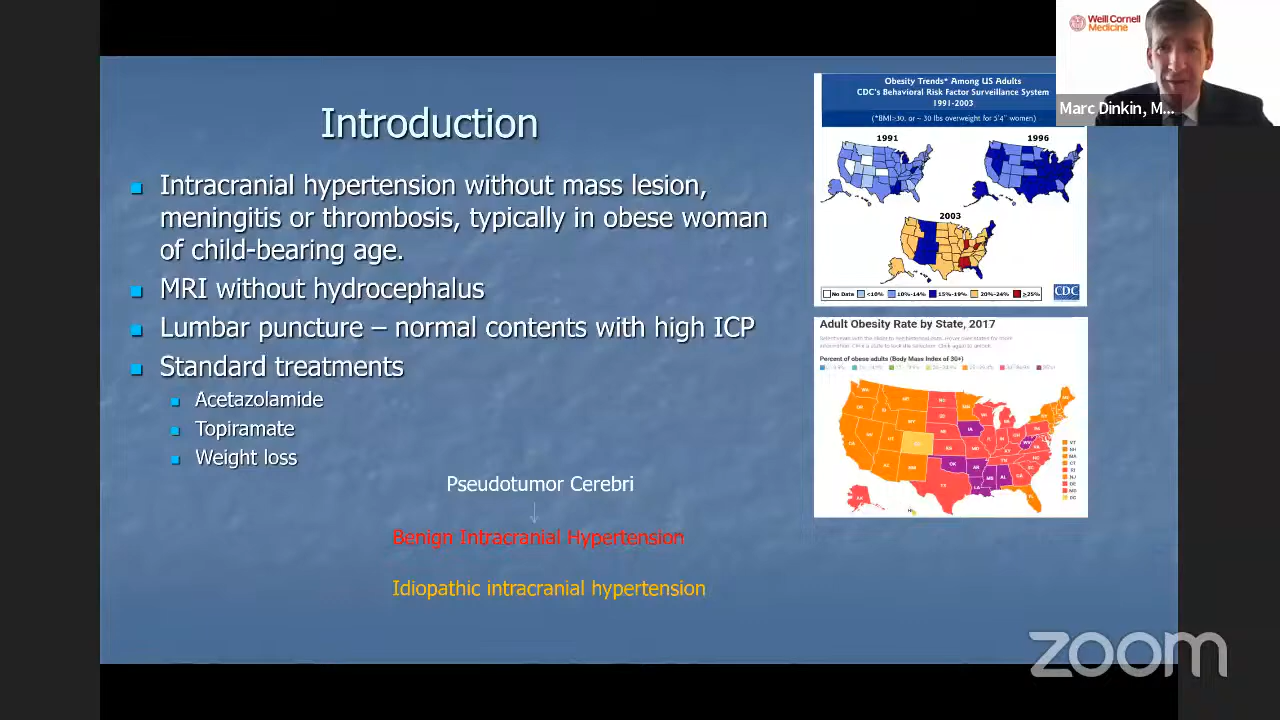 Introduction
Intracranial hypertension without mass lesion,
meningitis or thrombosis, typically in obese woman
of child-bearing age.
MRI without hydrocephalus
Lumbar puncture – normal contents with high ICP
Standard treatments
Acetazolamide
Topiramate
Weight loss
Pseudotumor Cerebri
Benign Intracranial Hypertension
Idiopathic intracranial hypertension
Obesity Trends* Among US Adults
CDC's Behavioral Risk Factor Surveillance System
1991-2003
(*BMI≥30, or ~ 30 lbs overweight for 5'4" women)
1991
1996
2003
No Data
<10%
10%-14%
15%-19%
20%-24%
≥25%
CDC
Adult Obesity Rate by State, 2017
Percent of obese adults (Body Mass Index of 30+)
Weill Cornell
Medicine
Marc Dinkin, M...
zoom